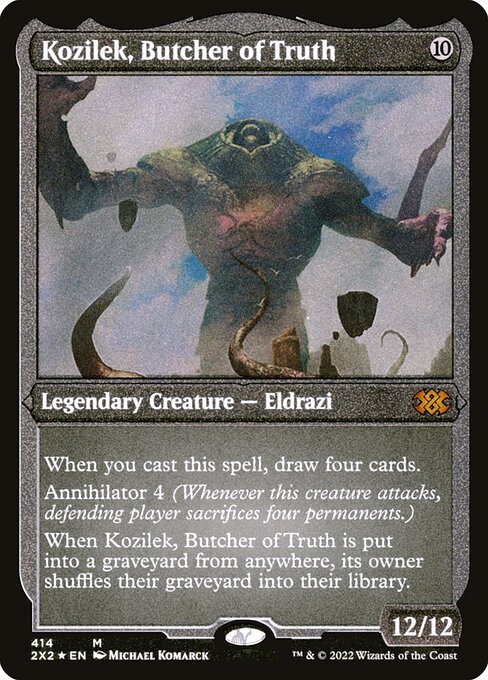 Kozilek, Butcher of Truth 10
Legendary Creature — Eldrazi
When you cast this spell, draw four cards.
Annihilator 4 (Whenever this creature attacks,
defending player sacrifices four permanents.)
When Kozilek, Butcher of Truth is put
into a graveyard from anywhere, its owner
shuffles their graveyard into their library.
12/12
414 M
2X2 ★ EN Michael Komarck ™ & © 2022 Wizards of the Coast